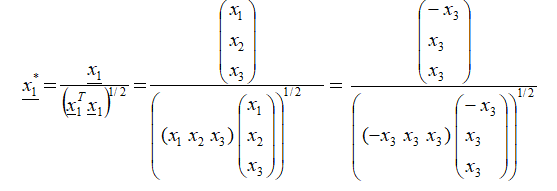 x₁* = x₁ / (x₁ᵀ x₁)^1/2 = (x₁ x₂ x₃) / ((x₁ x₂ x₃) (x₁ x₂ x₃))^1/2 = (−x₃ x₃ x₃) / ((−x₃ x₃ x₃) (−x₃ x₃ x₃))^1/2